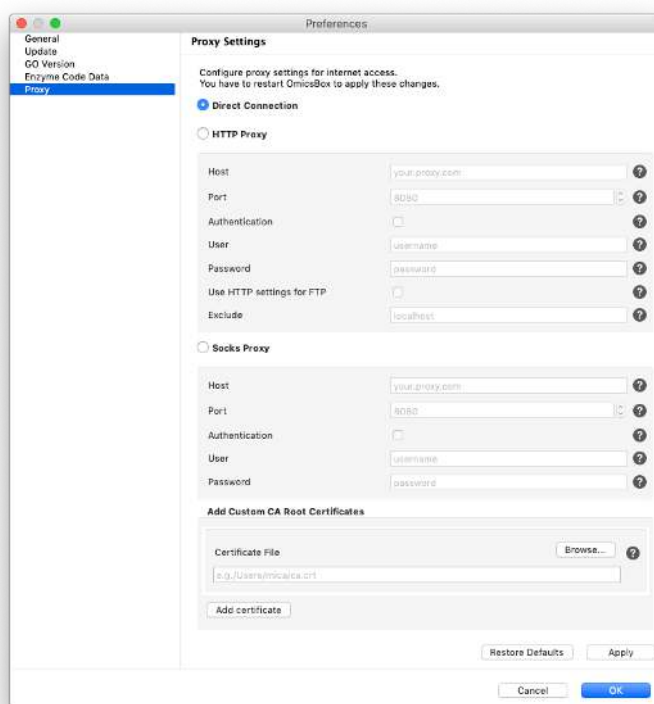 Preferences
General
Update
GO Version
Enzyme Code Data
Proxy
Proxy Settings
Configure proxy settings for internet access.
You have to restart OmicsBox to apply these changes.
Direct Connection
HTTP Proxy
Host your.proxy.com ?
Port 8080 ?
Authentication ?
User username ?
Password password ?
Use HTTP settings for FTP ?
Exclude localhost ?
Socks Proxy
Host your.proxy.com ?
Port 8080 ?
Authentication ?
User username ?
Password password ?
Add Custom CA Root Certificates
Certificate File Browse... ?
e.g./Users/mica/ca.crt
Add certificate
Restore Defaults Apply
Cancel OK